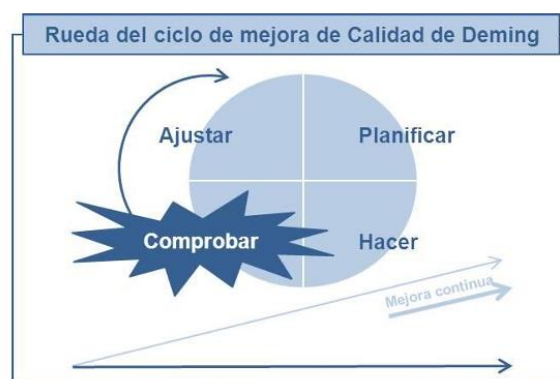 Rueda del ciclo de mejora de Calidad de Deming
Ajustar
Planificar
Comprobar
Hacer
Mejora continua